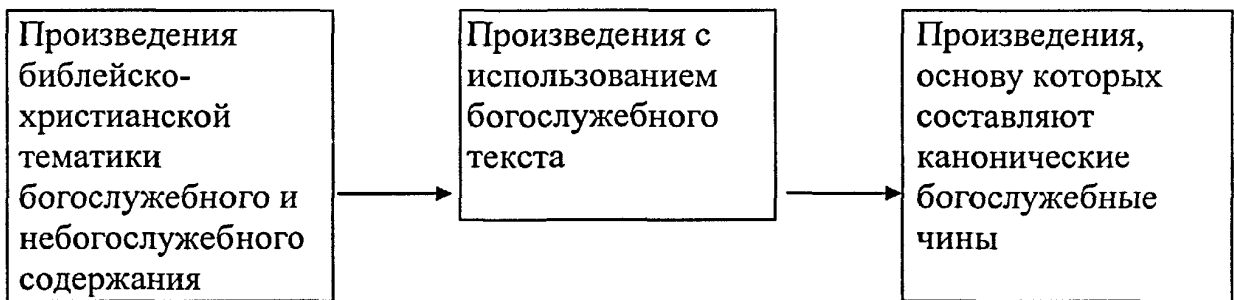 Произведения
библейско-
христианской
тематики
богослужебного и
небогослужебного
содержания
Произведения с
использованием
богослужебного
текста
Произведения,
основу которых
составляют
канонические
богослужебные
чины